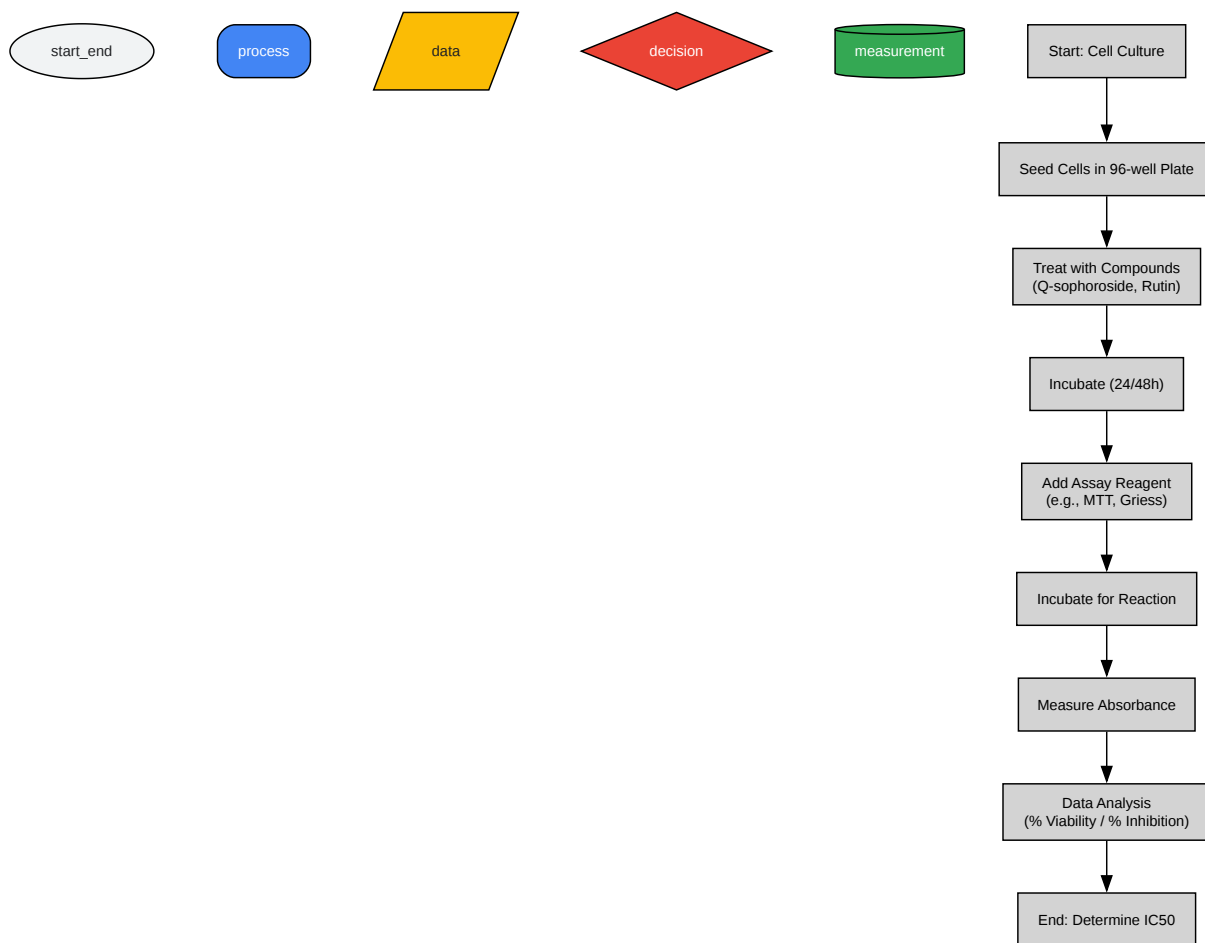 start_end
process
data
decision
measurement
Start: Cell Culture
Seed Cells in 96-well Plate
Treat with Compounds
(Q-sophoroside, Rutin)
Incubate (24/48h)
Add Assay Reagent
(e.g., MTT, Griess)
Incubate for Reaction
Measure Absorbance
Data Analysis
(% Viability / % Inhibition)
End: Determine IC50